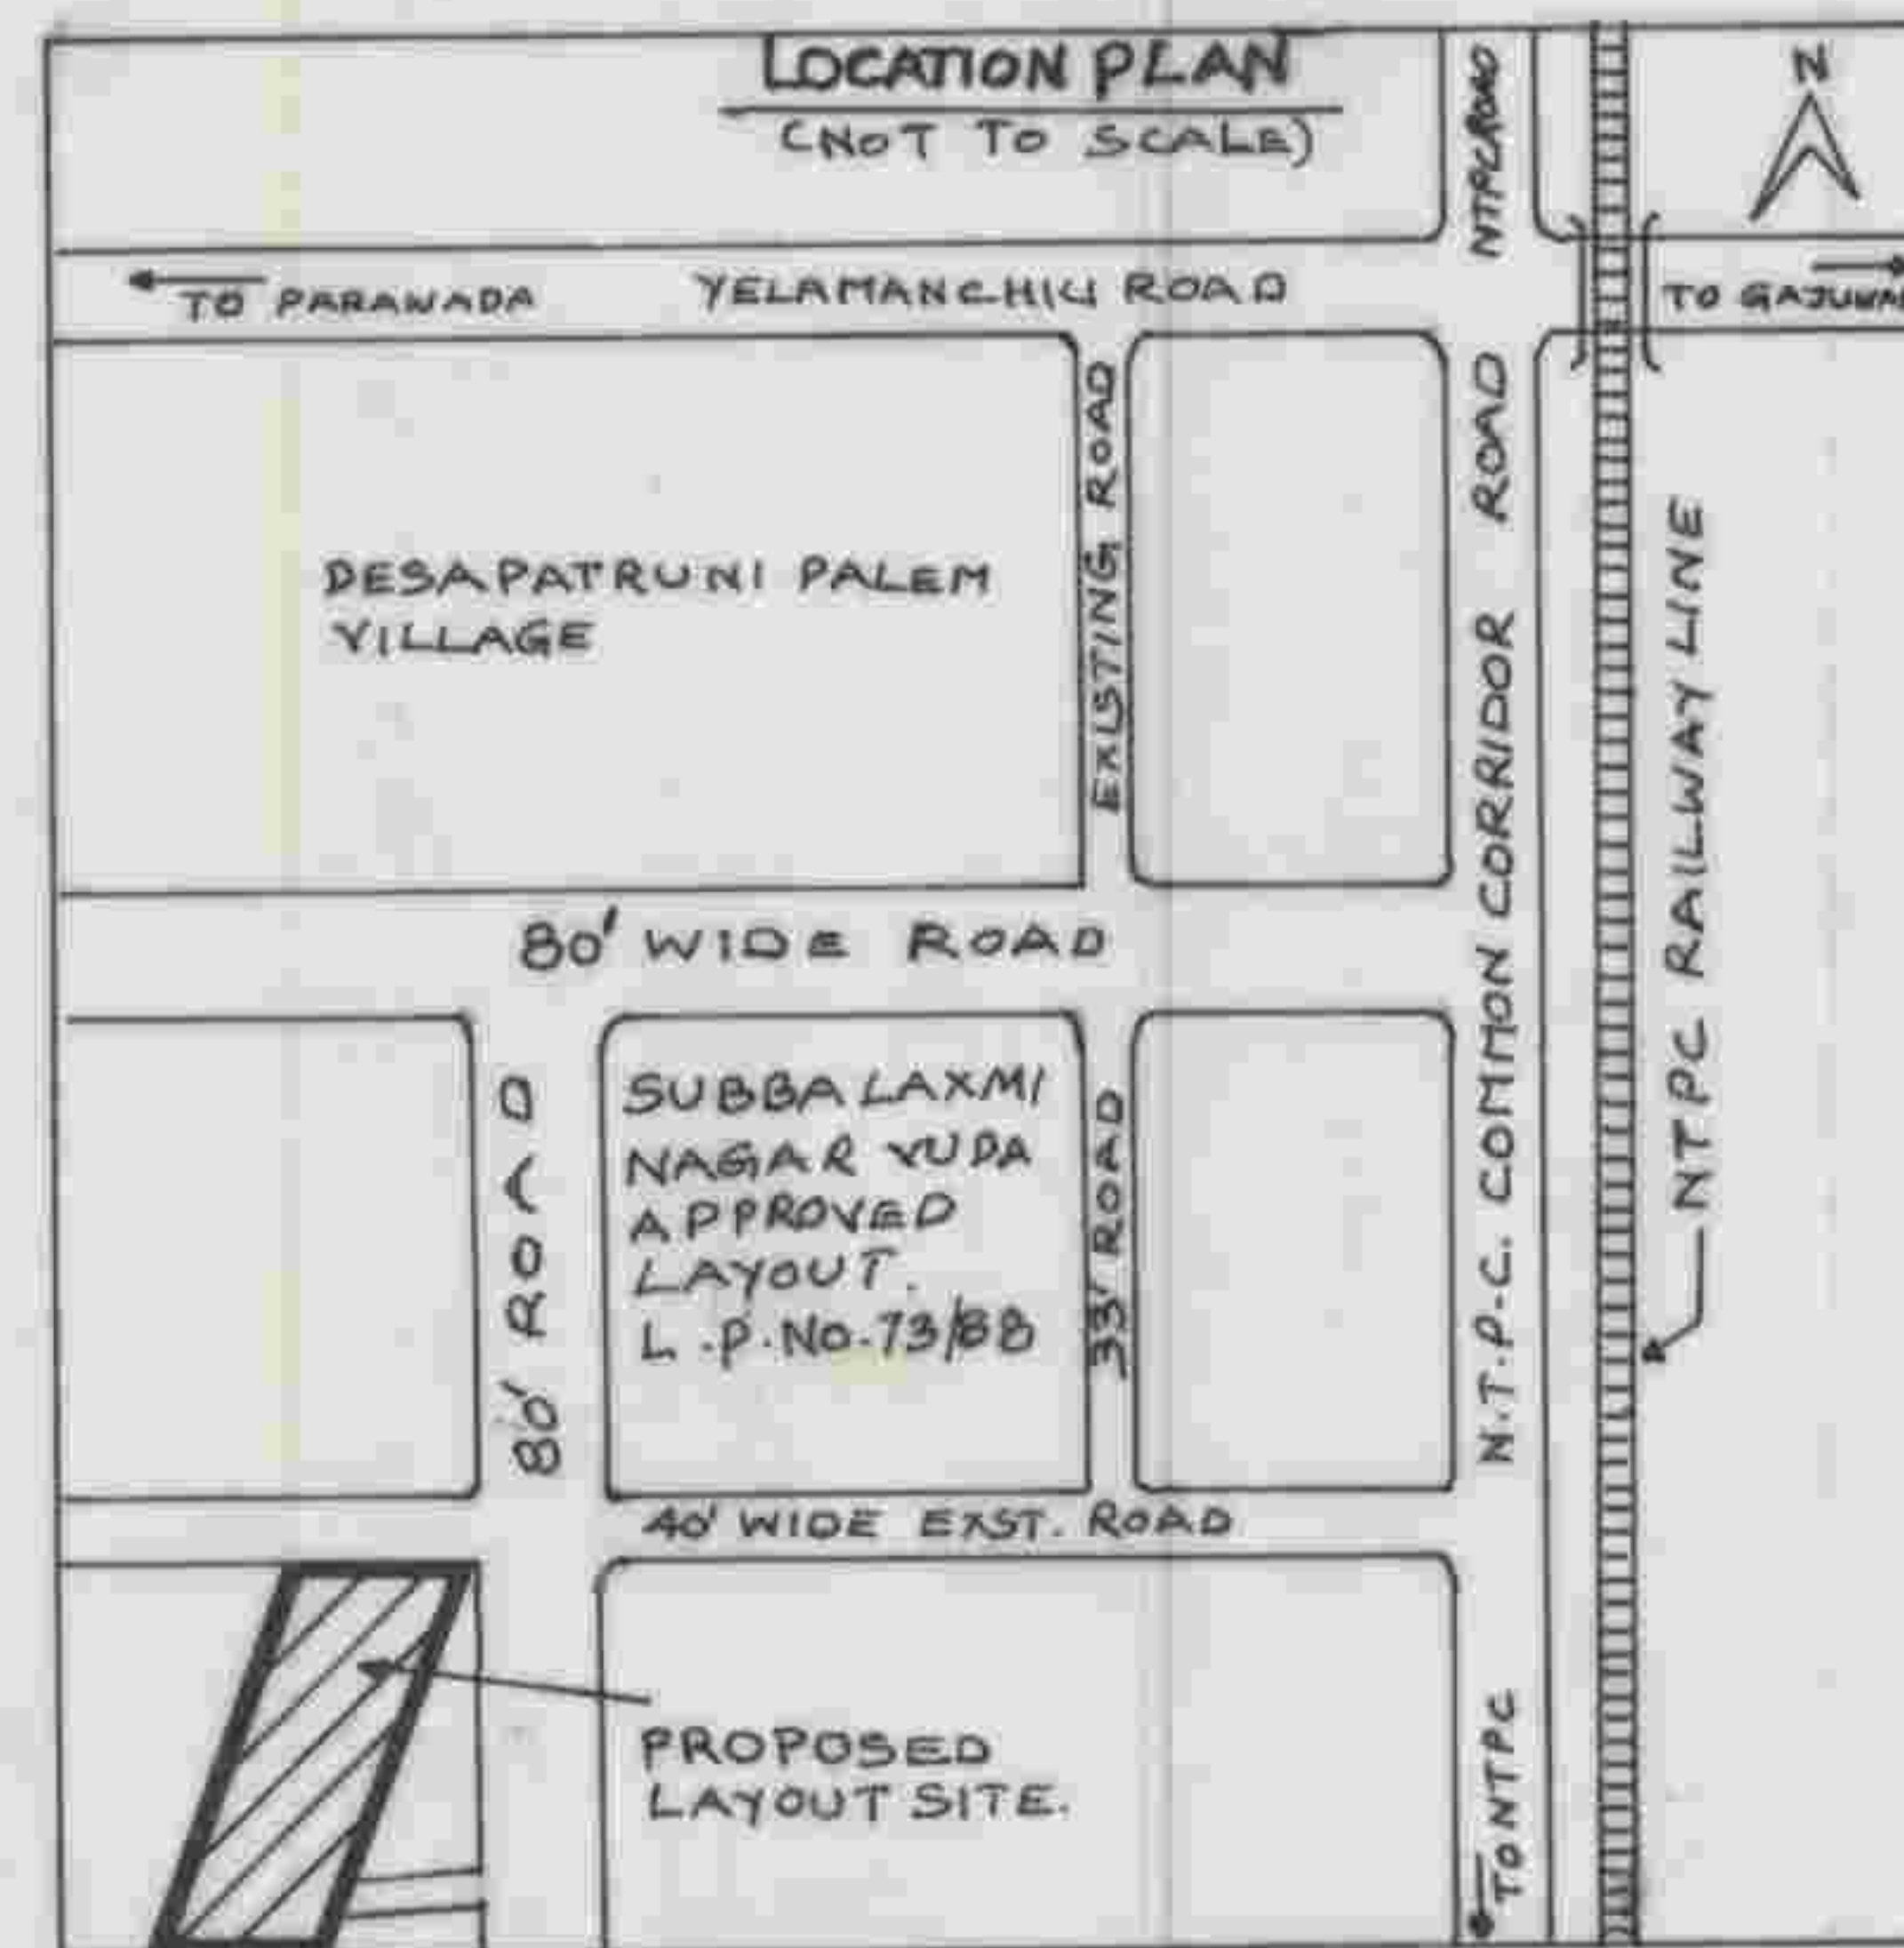 LOCATION PLAN
(NOT TO SCALE)
NTPC ROAD
N
TO PARAWADA
YELAMANCHILI ROAD
TO GAJUWA
DESAPATRUNI PALEM
VILLAGE
EXISTING ROAD
N.T.P.C. COMMON CORRIDOR ROAD
NTPC RAILWAY LINE
80' WIDE ROAD
80' ROAD
SUBBA LAXMI
NAGAR VUDA
APPROVED
LAYOUT.
L.P.No.73/88
33' ROAD
40' WIDE EXST. ROAD
PROPOSED
LAYOUT SITE.
TO NTPC